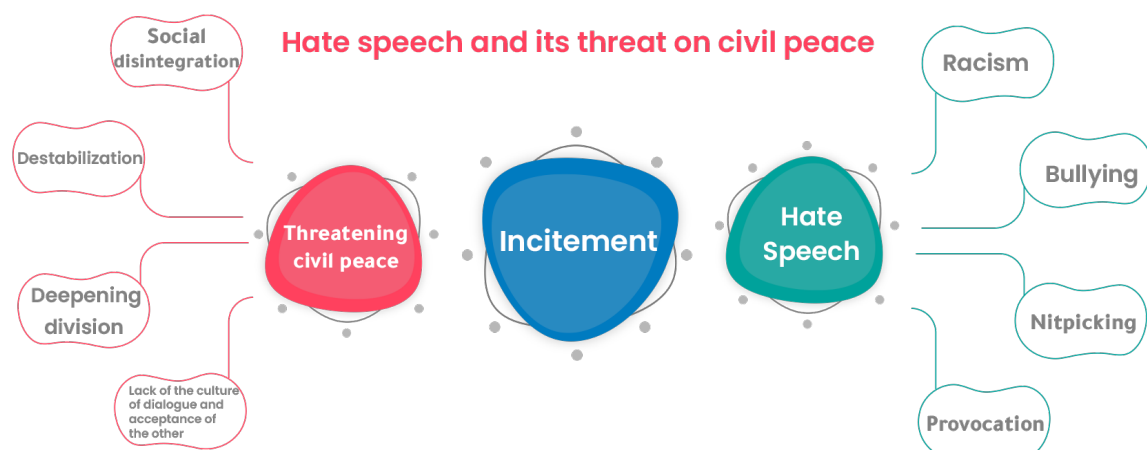 Hate speech and its threat on civil peace
Social
disintegration
Destabilization
Deepening
division
Lack of the culture
of dialogue and
acceptance of
the other
Threatening
civil peace
Incitement
Hate
Speech
Racism
Bullying
Nitpicking
Provocation